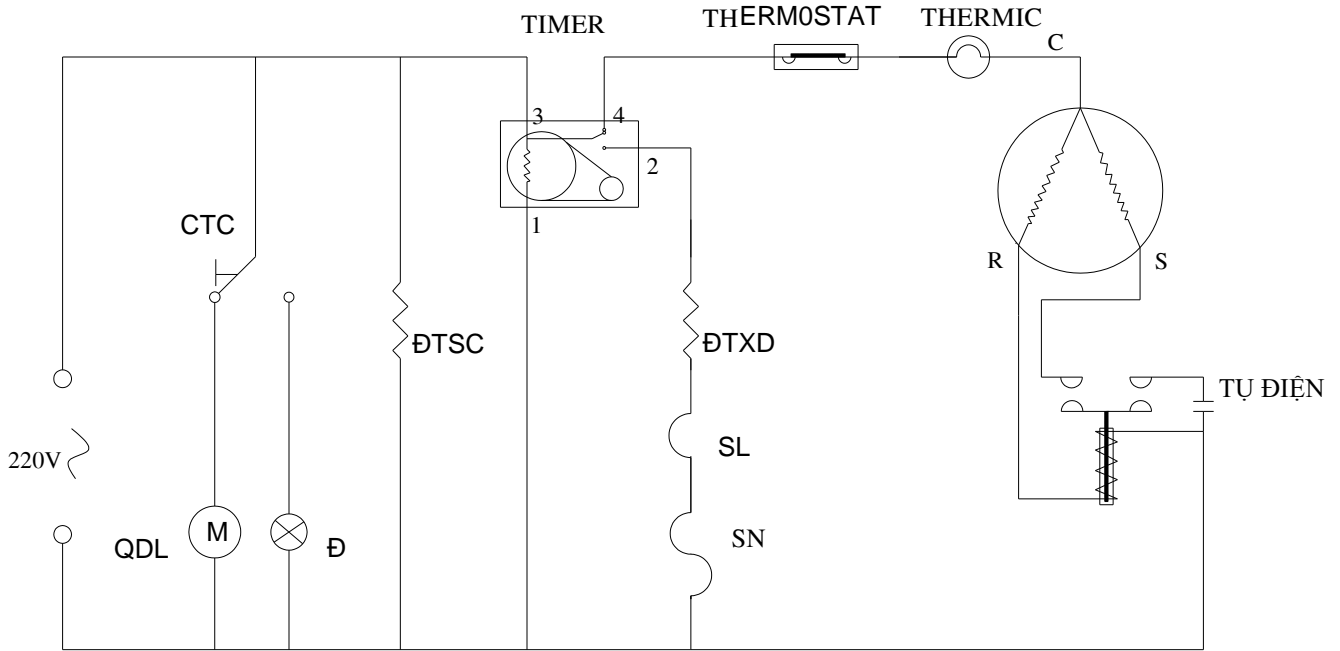 TIMER
THERM0STAT
THERMIC
C
3
4
2
1
CTC
R
S
ĐTSC
ĐTXD
TỤ ĐIỆN
220V
SL
M
QDL
Đ
SN